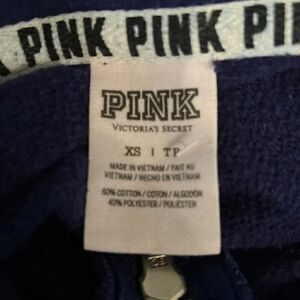 PINK PINK PI
PINK
VICTORIA'S SECRET
XS | TP
MADE IN VIETNAM / FAIT AU
VIETNAM / HECHO EN VIETNAM
60% COTTON / COTON / ALGODÓN
40% POLYESTER / POLIESTER